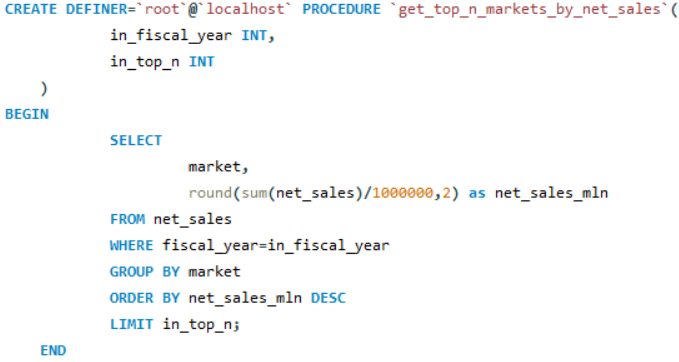 CREATE DEFINER=`root`@`localhost` PROCEDURE `get_top_n_markets_by_net_sales`(
in_fiscal_year INT,
in_top_n INT
)
BEGIN
SELECT
market,
round(sum(net_sales)/1000000,2) as net_sales_mln
FROM net_sales
WHERE fiscal_year=in_fiscal_year
GROUP BY market
ORDER BY net_sales_mln DESC
LIMIT in_top_n;
END